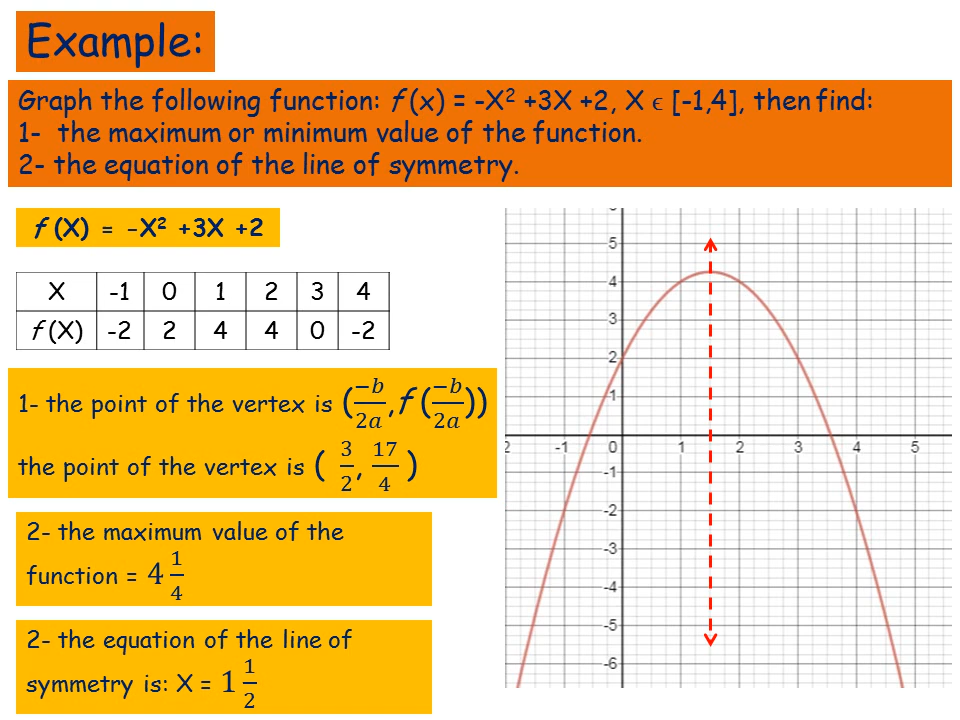 Example:
Graph the following function: f (x) = -X² +3X +2, X ϵ [-1,4], then find:
1- the maximum or minimum value of the function.
2- the equation of the line of symmetry.
f (X) = -X² +3X +2
X -1 0 1 2 3 4
f (X) -2 2 4 4 0 -2
1- the point of the vertex is (−b/2a, f (−b/2a))
the point of the vertex is ( 3/2, 17/4 )
2- the maximum value of the
function = 4 1/4
2- the equation of the line of
symmetry is: X = 1 1/2
5
4
3
2
1
2 -1 0 1 2 3 4 5
-1
-2
-3
-4
-5
-6